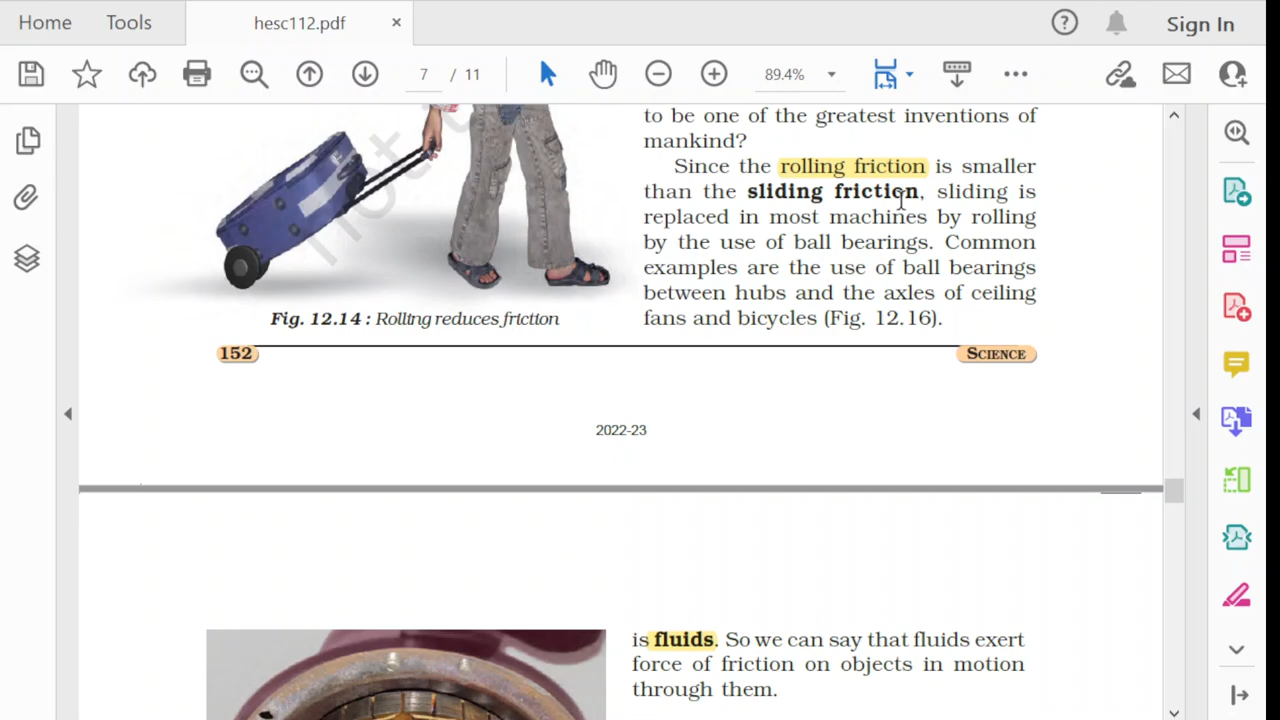 Home Tools hesc112.pdf × ? Sign In
7 / 11 89.4%
to be one of the greatest inventions of
mankind?
Since the rolling friction is smaller
than the sliding friction, sliding is
replaced in most machines by rolling
by the use of ball bearings. Common
examples are the use of ball bearings
between hubs and the axles of ceiling
fans and bicycles (Fig. 12.16).
not
Fig. 12.14 : Rolling reduces friction
152 SCIENCE
2022-23
is fluids. So we can say that fluids exert
force of friction on objects in motion
through them.